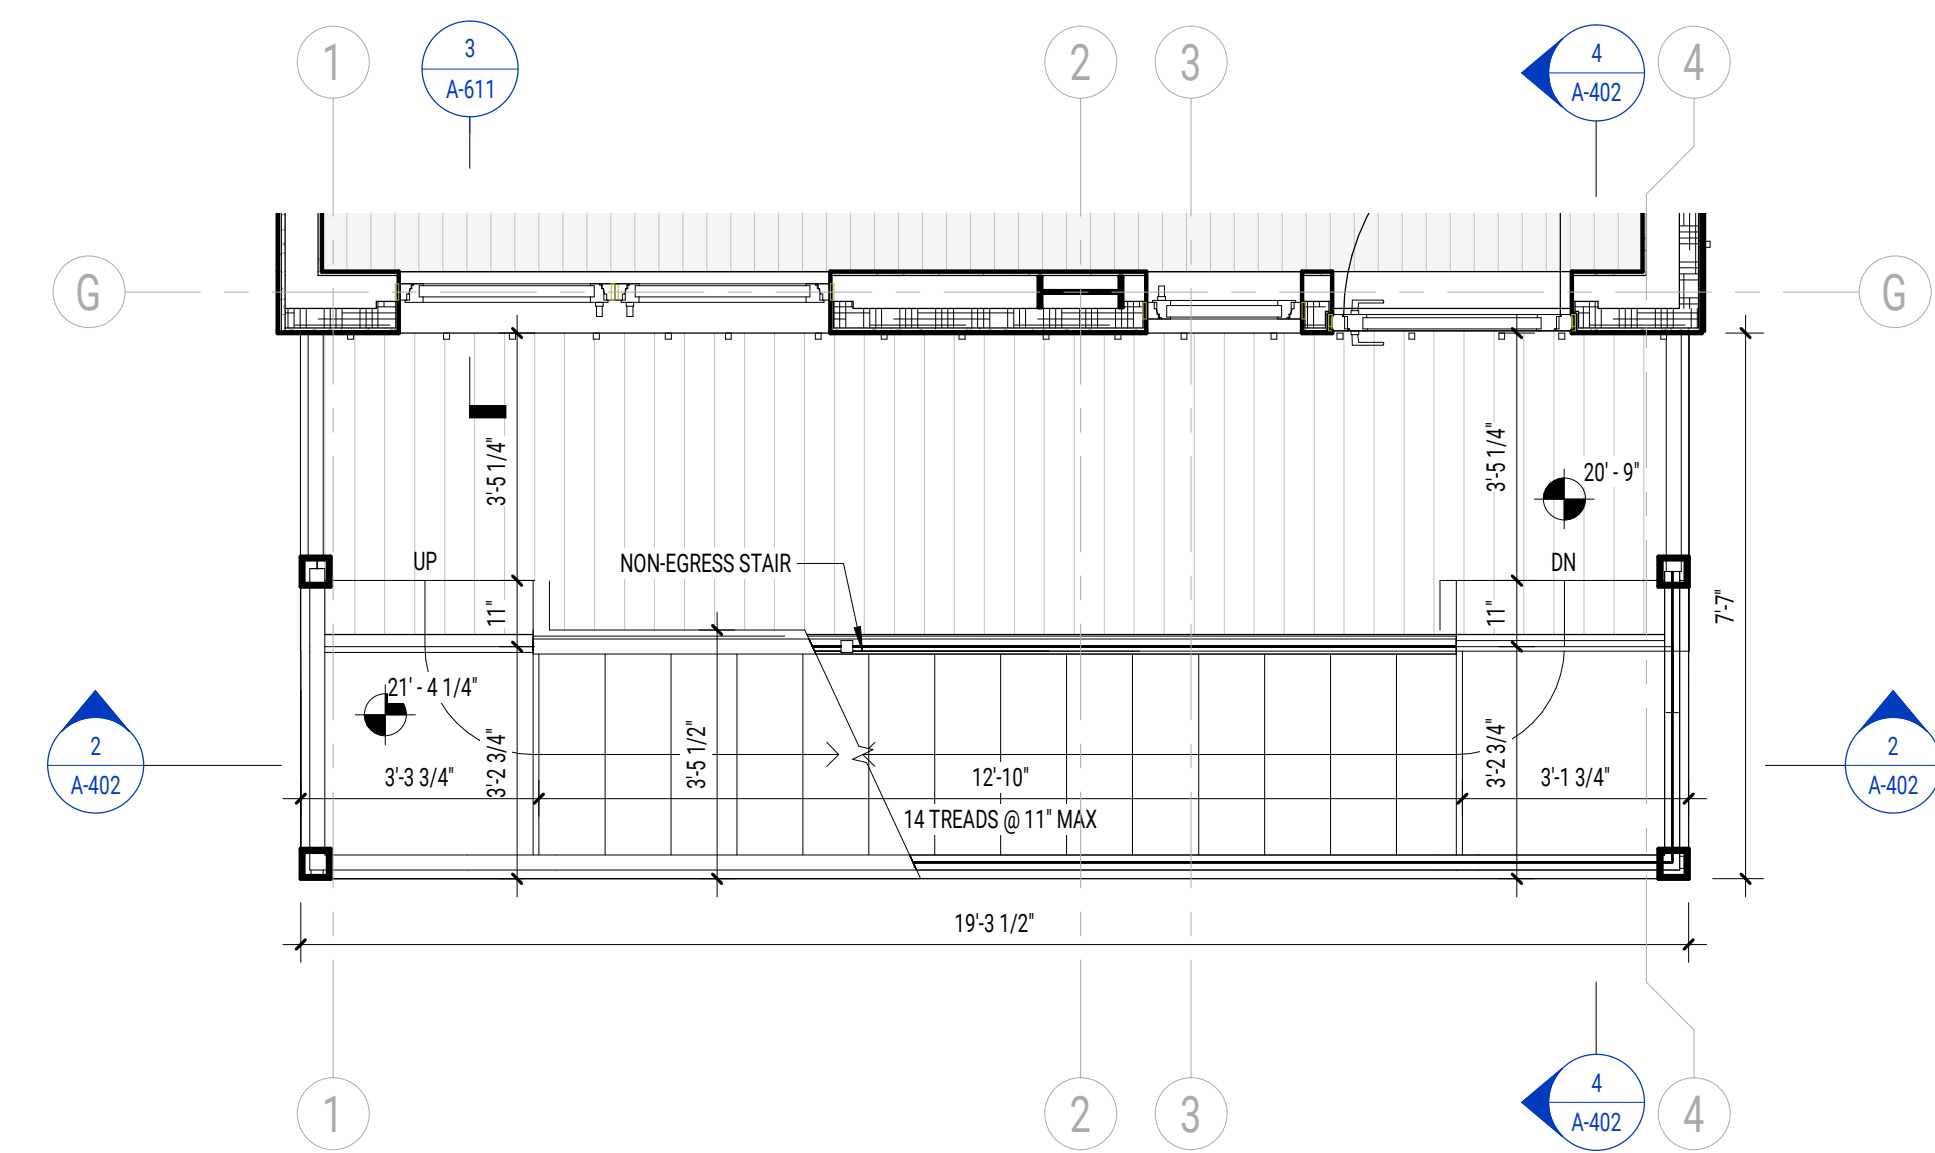 1
3
A-611
2
3
4
A-402
4
G
G
3'-5 1/4"
3'-5 1/4"
20' - 9"
UP
NON-EGRESS STAIR
DN
11"
11"
7'-7"
21' - 4 1/4"
3'-2 3/4"
3'-5 1/2"
3'-2 3/4"
2
A-402
3'-3 3/4"
12'-10"
3'-1 3/4"
2
A-402
14 TREADS @ 11" MAX
19'-3 1/2"
1
2
3
4
A-402
4